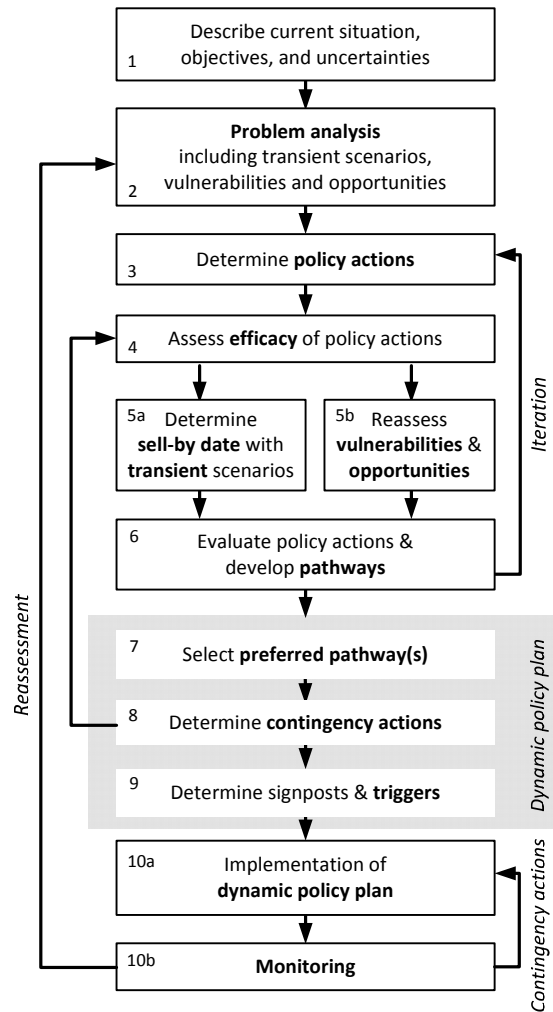 Describe current situation,
objectives, and uncertainties
1
Problem analysis
including transient scenarios,
vulnerabilities and opportunities
2
Determine policy actions
3
Assess efficacy of policy actions
4
5a Determine
sell-by date with
transient scenarios
5b Reassess
vulnerabilities &
opportunities
Iteration
6
Evaluate policy actions &
develop pathways
Reassessment
7
Select preferred pathway(s)
8
Determine contingency actions
9
Determine signposts & triggers
Dynamic policy plan
10a
Implementation of
dynamic policy plan
10b
Monitoring
Contingency actions